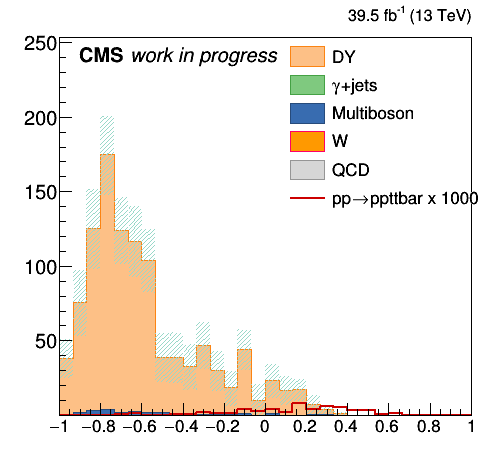 39.5 fb⁻¹ (13 TeV)
CMS work in progress
DY
γ+jets
Multiboson
W
QCD
pp→ppttbar x 1000
250
200
150
100
50
−1 −0.8 −0.6 −0.4 −0.2 0 0.2 0.4 0.6 0.8 1